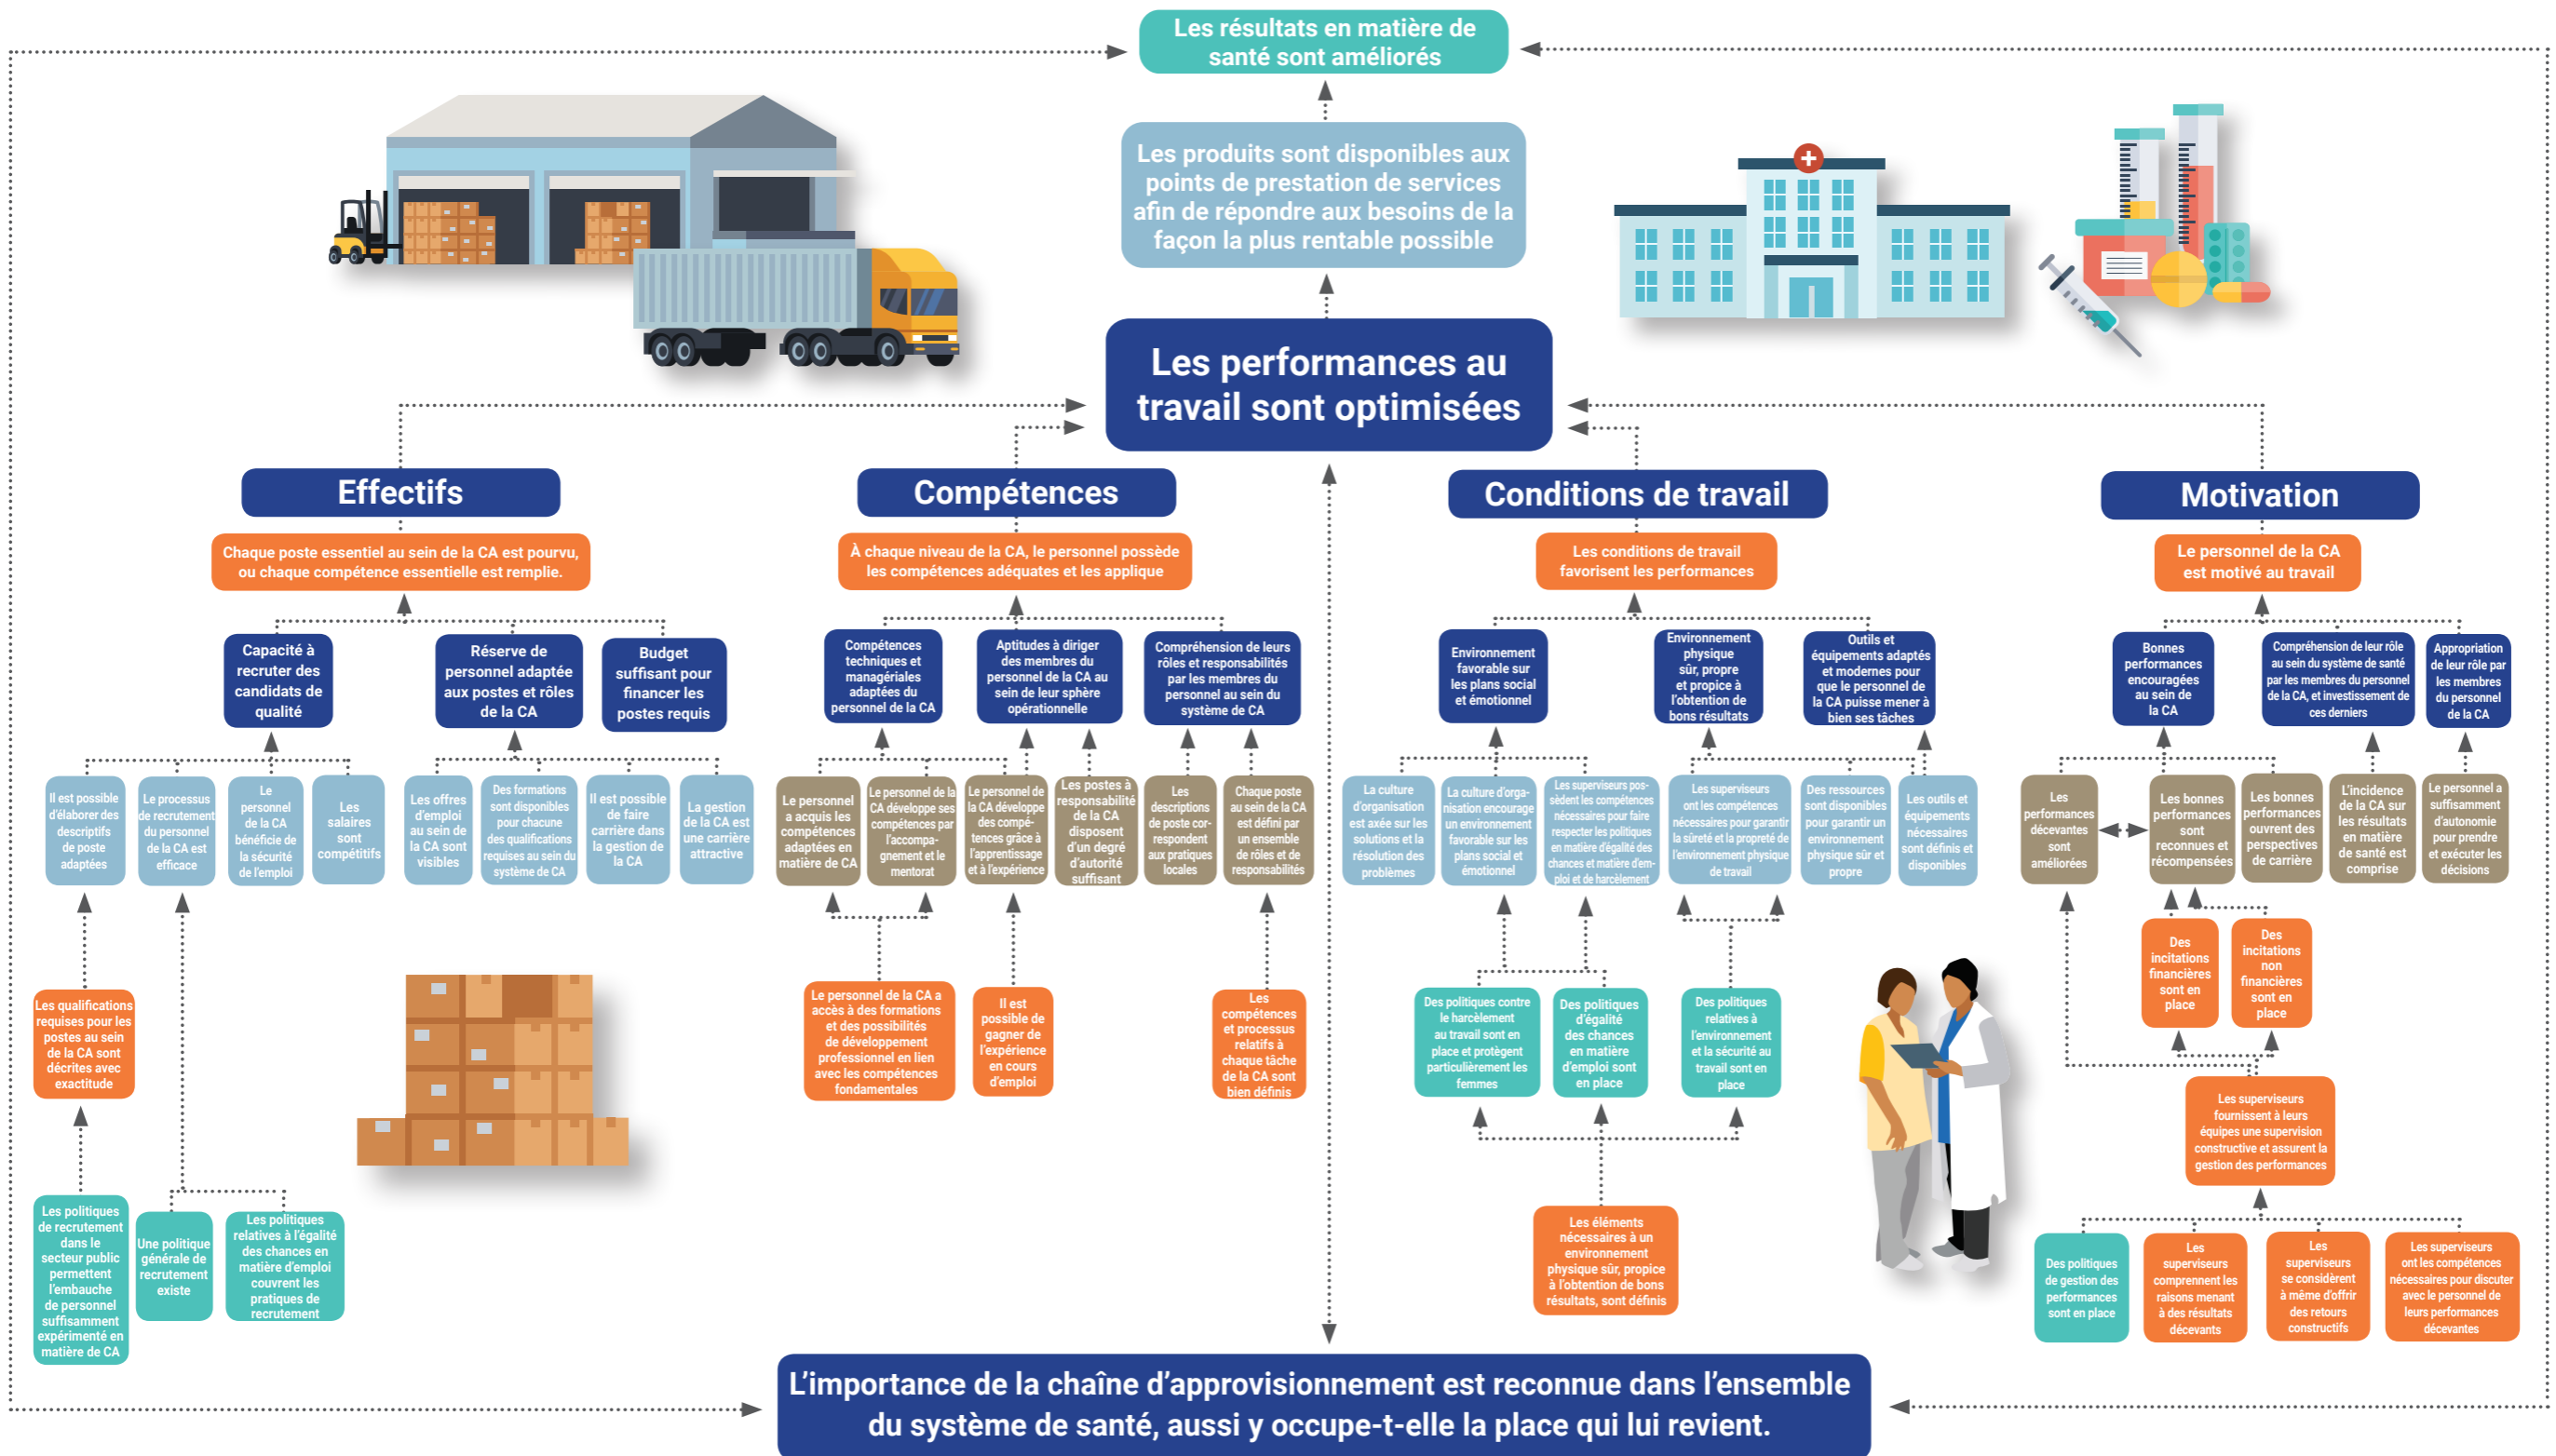 Les résultats en matière de
santé sont améliorés
Les produits sont disponibles aux
points de prestation de services
afin de répondre aux besoins de la
façon la plus rentable possible
Les performances au
travail sont optimisées
Effectifs
Chaque poste essentiel au sein de la CA est pourvu,
ou chaque compétence essentielle est remplie.
Capacité à
recruter des
candidats de
qualité
Réserve de
personnel adaptée
aux postes et rôles
de la CA
Budget
suffisant pour
financer les
postes requis
Il est possible
d'élaborer des
descriptifs
de poste
adaptées
Le processus
de recrutement
du personnel
de la CA est
efficace
Le
personnel
de la CA
bénéficie de
la sécurité
de l'emploi
Les
salaires
sont
compétitifs
Les offres
d'emploi
au sein de
la CA sont
visibles
Des formations
sont disponibles
pour chacune
des qualifications
requises au sein du
système de CA
Il est possible
de faire
carrière dans
la gestion de
la CA
La gestion
de la CA est
une carrière
attractive
Les qualifications
requises pour les
postes au sein
de la CA sont
décrites avec
exactitude
Les politiques
de recrutement
dans le
secteur public
permettent
l'embauche
de personnel
suffisamment
expérimenté en
matière de CA
Une politique
générale de
recrutement
existe
Les politiques
relatives à l'égalité
des chances en
matière d'emploi
couvrent les
pratiques de
recrutement
Compétences
À chaque niveau de la CA, le personnel possède
les compétences adéquates et les applique
Compétences
techniques et
managériales
adaptées du
personnel de la CA
Aptitudes à diriger
des membres du
personnel de la CA au
sein de leur sphère
opérationnelle
Compréhension de leurs
rôles et responsabilités
par les membres du
personnel au sein du
système de CA
Le personnel
a acquis les
compétences
adaptées en
matière de CA
Le personnel de la
CA développe ses
compétences par
l'accompa-
gnement et le
mentorat
Le personnel de
la CA développe
des compé-
tences grâce à
l'apprentissage
et à l'expérience
Les postes à
responsabilité
de la CA
disposent
d'un degré
d'autorité
suffisant
Les
descriptions
de poste cor-
respondent
aux pratiques
locales
Chaque poste
au sein de la CA
est défini par
un ensemble
de rôles et de
responsabilités
Le personnel de la CA a
accès à des formations
et des possibilités
de développement
professionnel en lien
avec les compétences
fondamentales
Il est
possible de
gagner de
l'expérience
en cours
d'emploi
Les
compétences
et processus
relatifs à
chaque tâche
de la CA sont
bien définis
Conditions de travail
Les conditions de travail
favorisent les performances
Environnement
favorable sur
les plans social
et émotionnel
Environnement
physique
sûr, propre
et propice à
l'obtention de
bons résultats
Outils et
équipements adaptés
et modernes pour
que le personnel de
la CA puisse mener à
bien ses tâches
La culture
d'organisation
est axée sur les
solutions et la
résolution des
problèmes
La culture d'orga-
nisation encourage
un environnement
favorable sur les
plans social et
émotionnel
Les superviseurs pos-
sèdent les compétences
nécessaires pour faire
respecter les politiques
en matière d'égalité des
chances et matière d'em-
ploi et de harcèlement
Les superviseurs
ont les compétences
nécessaires pour garantir
la sûreté et la propreté de
l'environnement physique
de travail
Des ressources
sont disponibles
pour garantir un
environnement
physique sûr et
propre
Les outils et
équipements
nécessaires
sont définis et
disponibles
Des politiques contre
le harcèlement
au travail sont en
place et protègent
particulièrement les
femmes
Des politiques
d'égalité
des chances
en matière
d'emploi sont
en place
Des politiques
relatives à
l'environnement
et la sécurité au
travail sont en
place
Les éléments
nécessaires à un
environnement
physique sûr, propice
à l'obtention de bons
résultats, sont définis
Motivation
Le personnel de la CA
est motivé au travail
Bonnes
performances
encouragées
au sein de
la CA
Compréhension de leur rôle
au sein du système de santé
par les membres du personnel
de la CA, et investissement de
ces derniers
Appropriation
de leur rôle par
les membres
du personnel
de la CA
Les
performances
décevantes
sont
améliorées
Les bonnes
performances
sont
reconnues et
récompensées
Les bonnes
performances
ouvrent des
perspectives
de carrière
L'incidence
de la CA sur
les résultats
en matière
de santé est
comprise
Le personnel a
suffisamment
d'autonomie
pour prendre
et exécuter les
décisions
Des
incitations
financières
sont en
place
Des
incitations
non
financières
sont en
place
Les superviseurs
fournissent à leurs
équipes une supervision
constructive et assurent la
gestion des performances
Des politiques
de gestion des
performances
sont en place
Les
superviseurs
comprennent les
raisons menant
à des résultats
décevants
Les
superviseurs
se considèrent
à même d'offrir
des retours
constructifs
Les superviseurs
ont les compétences
nécessaires pour discuter
avec le personnel de
leurs performances
décevantes
L'importance de la chaîne d'approvisionnement est reconnue dans l'ensemble
du système de santé, aussi y occupe-t-elle la place qui lui revient.